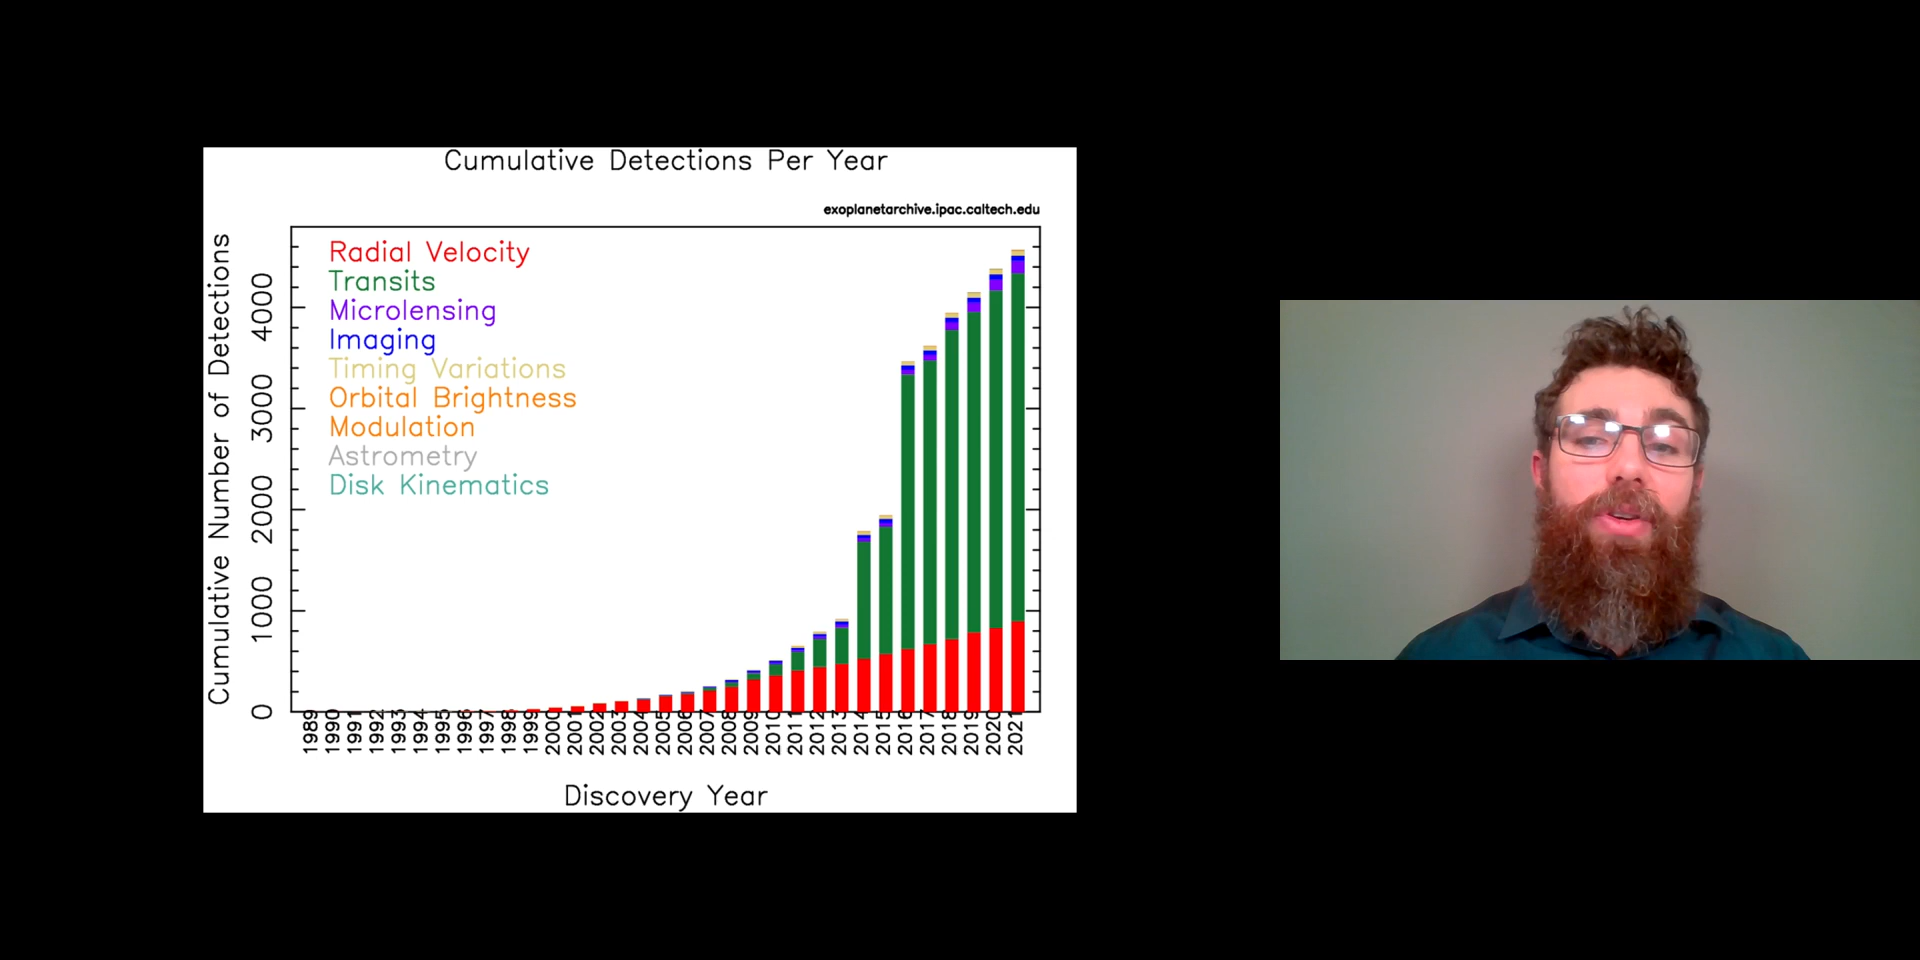 Cumulative Detections Per Year
exoplanetarchive.ipac.caltech.edu
Cumulative Number of Detections
4000
3000
2000
1000
0
Radial Velocity
Transits
Microlensing
Imaging
Timing Variations
Orbital Brightness
Modulation
Astrometry
Disk Kinematics
1989
1990
1991
1992
1993
1994
1995
1996
1997
1998
1999
2000
2001
2002
2003
2004
2005
2006
2007
2008
2009
2010
2011
2012
2013
2014
2015
2016
2017
2018
2019
2020
2021
Discovery Year